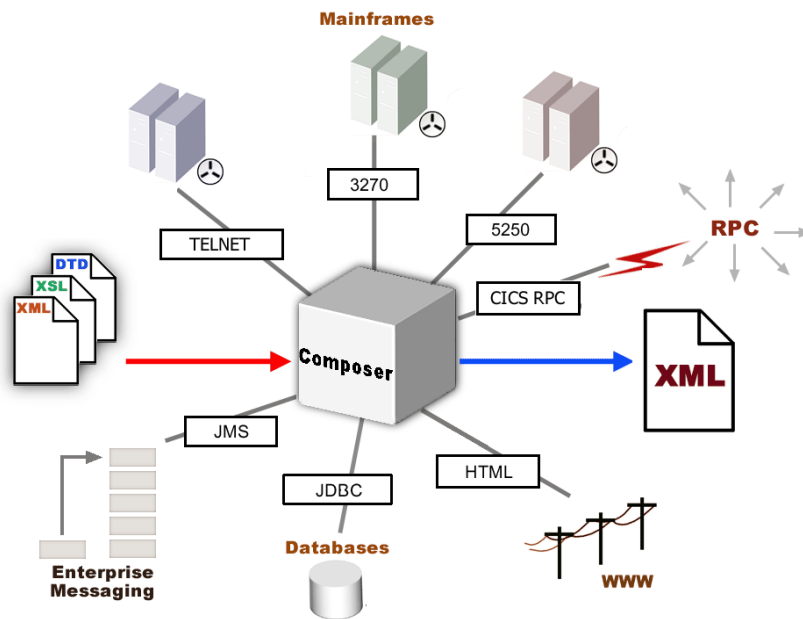 Mainframes
3270
TELNET
5250
RPC
CICS RPC
DTD
XSL
XML
Composer
XML
JMS
HTML
JDBC
Databases
Enterprise
Messaging
WWW